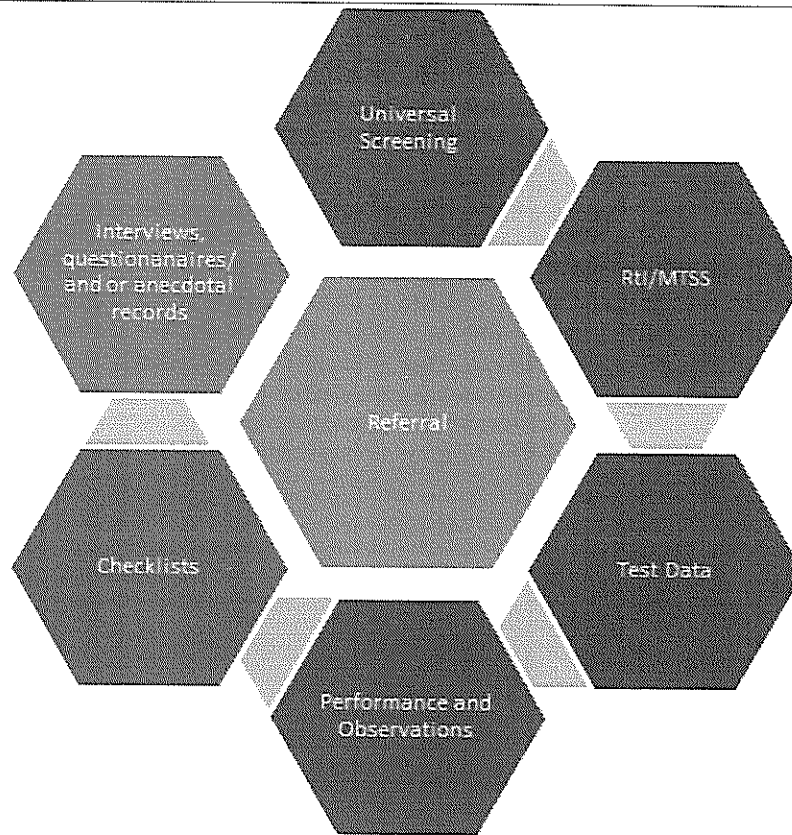 Universal
Screening
Interviews,
questionanaires/
and or anecdotal
records
RtI/MTSS
Referral
Checklists
Test Data
Performance and
Observations